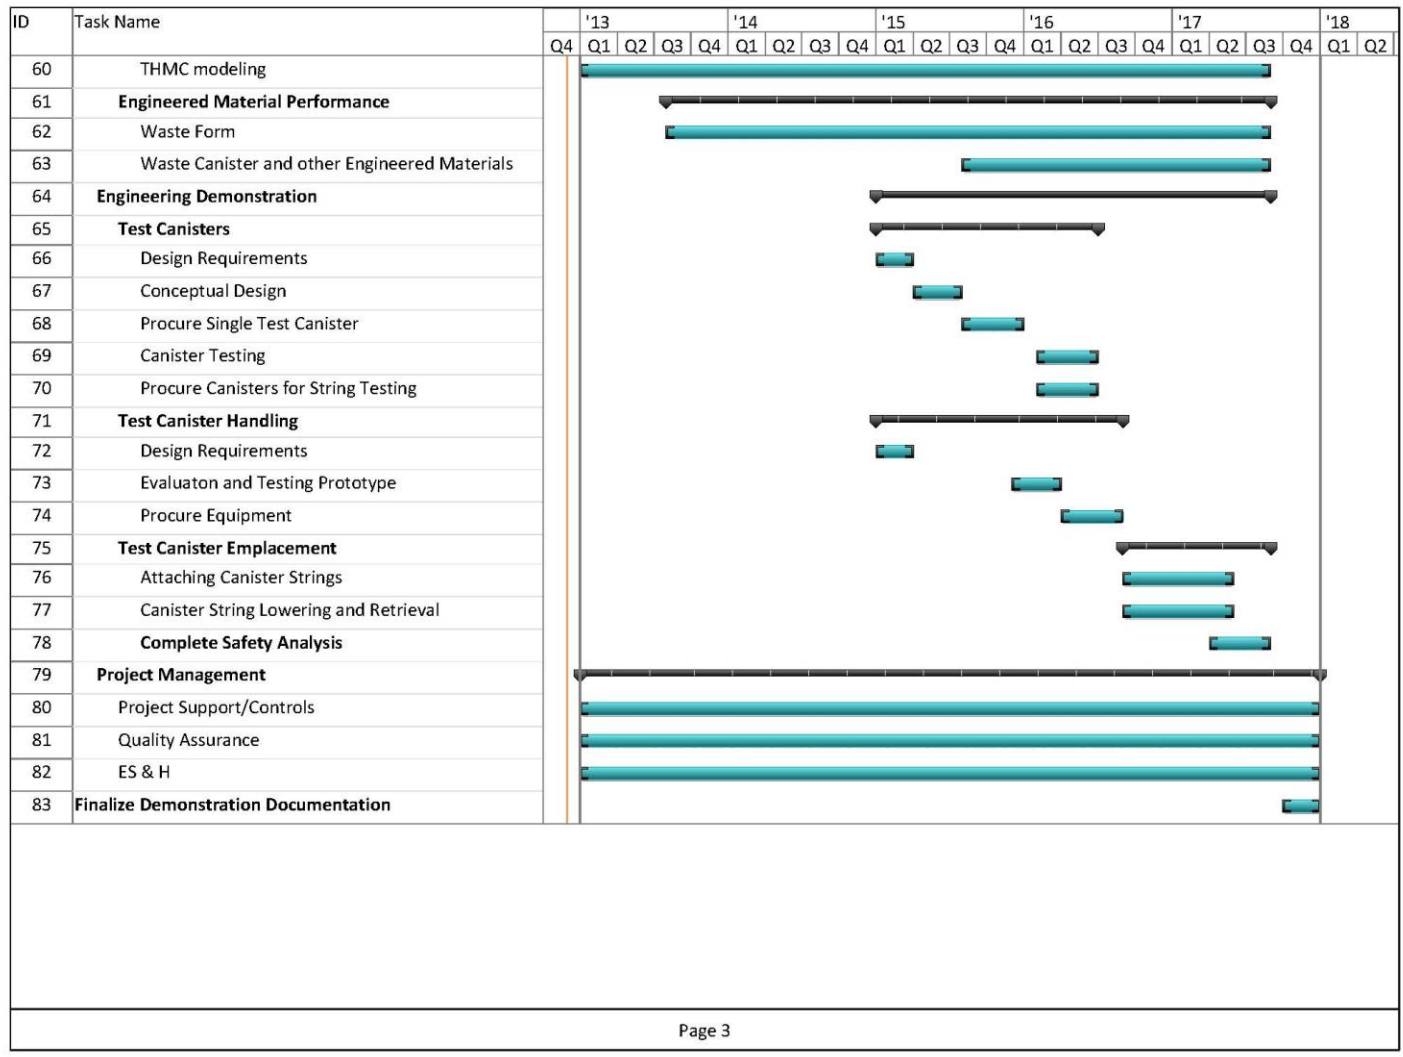 ID Task Name '13 '14 '15 '16 '17 '18
Q4 Q1 Q2 Q3 Q4 Q1 Q2 Q3 Q4 Q1 Q2 Q3 Q4 Q1 Q2 Q3 Q4 Q1 Q2 Q3 Q4 Q1 Q2
60 THMC modeling
61 Engineered Material Performance
62 Waste Form
63 Waste Canister and other Engineered Materials
64 Engineering Demonstration
65 Test Canisters
66 Design Requirements
67 Conceptual Design
68 Procure Single Test Canister
69 Canister Testing
70 Procure Canisters for String Testing
71 Test Canister Handling
72 Design Requirements
73 Evaluaton and Testing Prototype
74 Procure Equipment
75 Test Canister Emplacement
76 Attaching Canister Strings
77 Canister String Lowering and Retrieval
78 Complete Safety Analysis
79 Project Management
80 Project Support/Controls
81 Quality Assurance
82 ES & H
83 Finalize Demonstration Documentation
Page 3